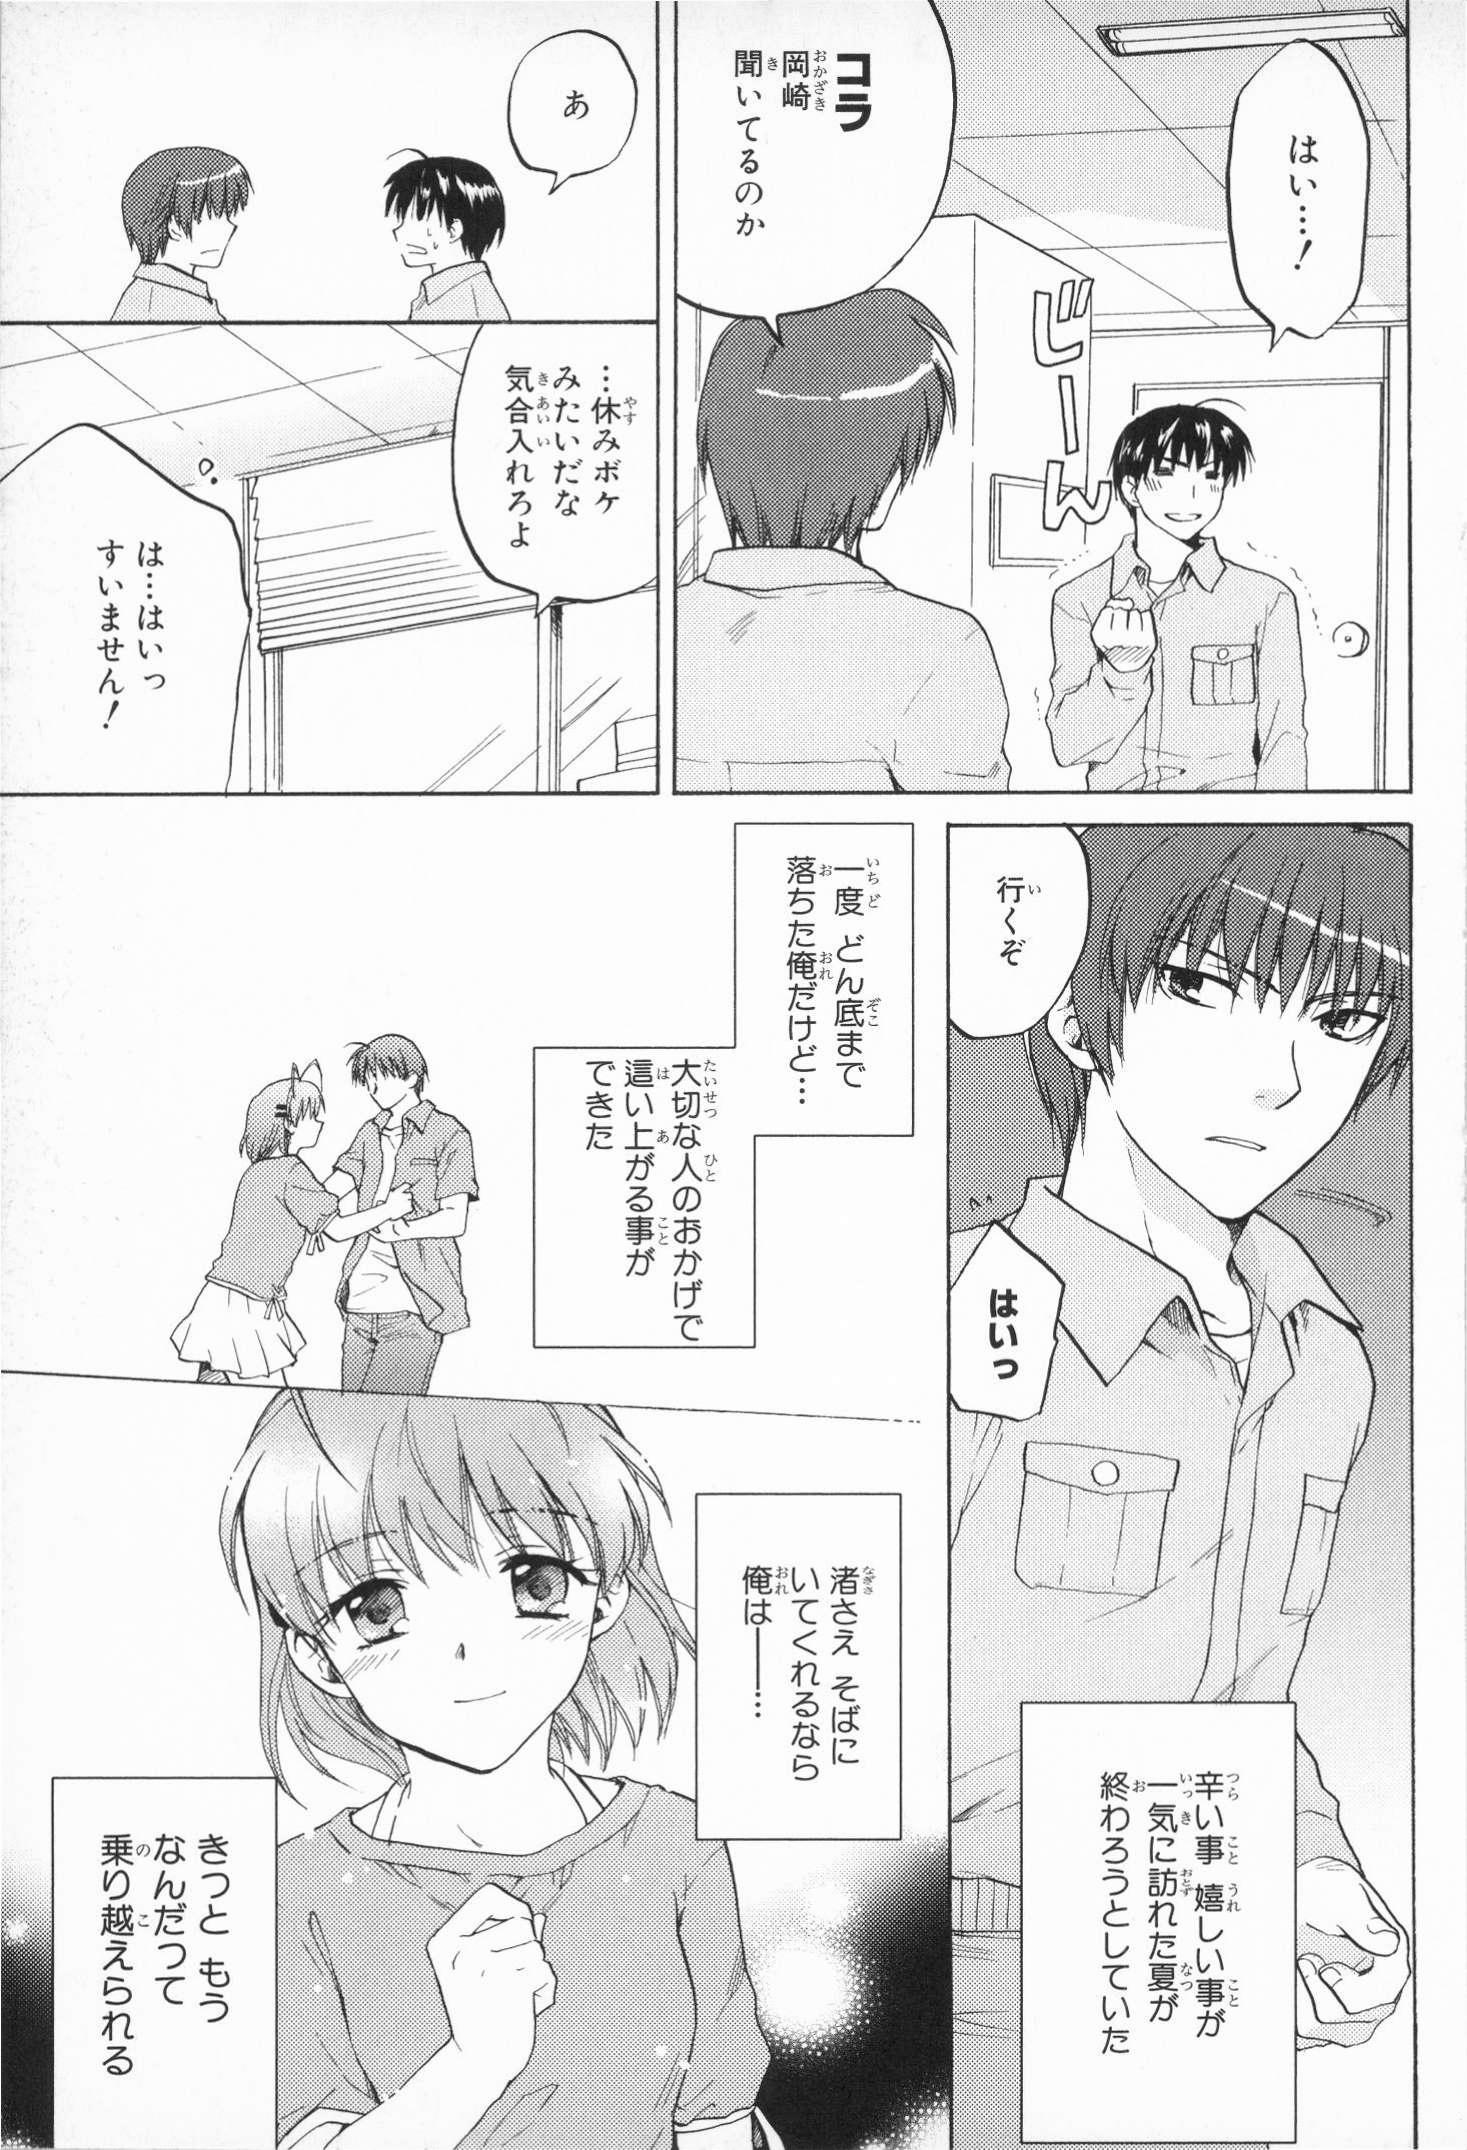 はい…!
じーん
コラ
岡崎
聞いてるのか
あ
…休みボケ
みたいだな
気合入れろよ
は…はいっ
すいません!
行くぞ
はいっ
辛い事 嬉しい事が
一気に訪れた夏が
終わろうとしていた
一度 どん底まで
落ちた俺だけど…
大切な人のおかげで
這い上がる事が
できた
渚さえ そばに
いてくれるなら
俺は――…
きっと もう
なんだって
乗り越えられる